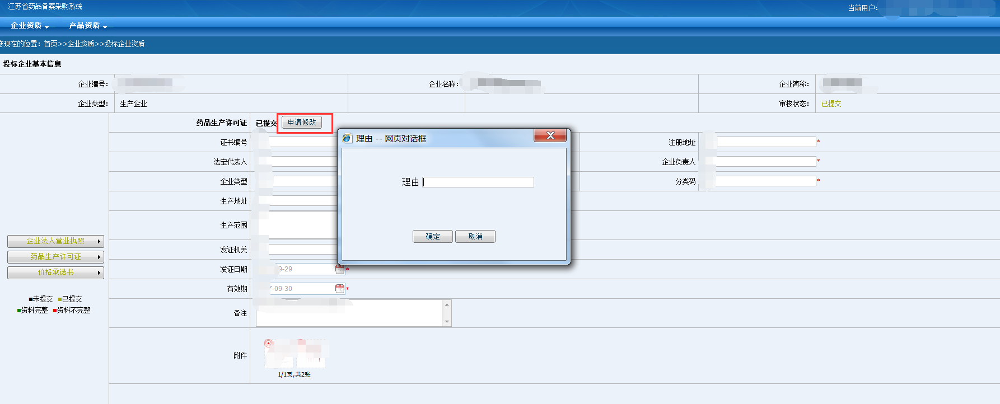 江苏省药品备案采购系统
当前用户:
企业资质
产品资质
您现在的位置: 首页>>企业资质>>投标企业资质
投标企业基本信息
企业编号:
企业名称:
企业简称:
企业类型: 生产企业
审核状态: 已提交
药品生产许可证 已提交 申请修改
理由 -- 网页对话框
证书编号
注册地址 *
法定代表人
企业负责人 *
理由
企业类型
分类码 *
生产地址
生产范围
确定 取消
企业法人营业执照
发证机关
药品生产许可证
发证日期 9-29 *
价格承诺书
有效期 7-09-30 *
■未提交 ■已提交
■资料完整 ■资料不完整
备注
附件
1/1页,共2张